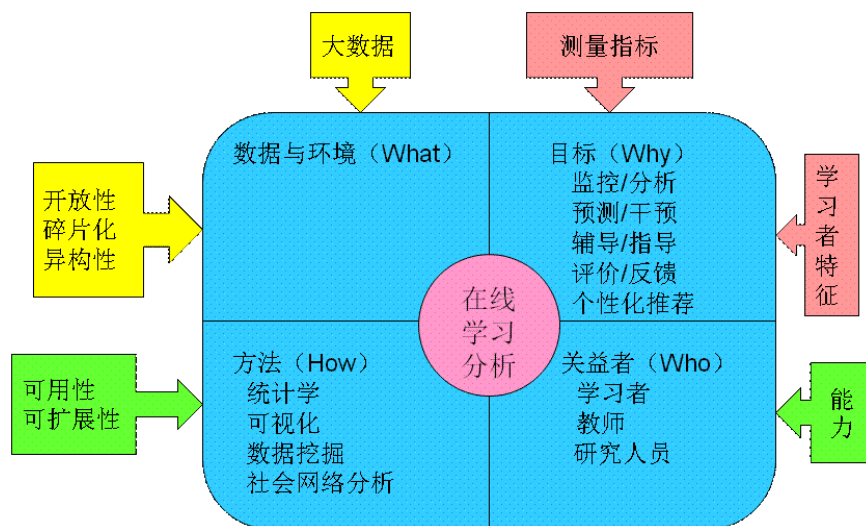 大数据
测量指标
数据与环境（What）
目标（Why）
监控/分析
预测/干预
辅导/指导
评价/反馈
个性化推荐
开放性
碎片化
异构性
学
习
者
特
征
在线
学习
分析
方法（How）
统计学
可视化
数据挖掘
社会网络分析
关益者（Who）
学习者
教师
研究人员
可用性
可扩展性
能
力